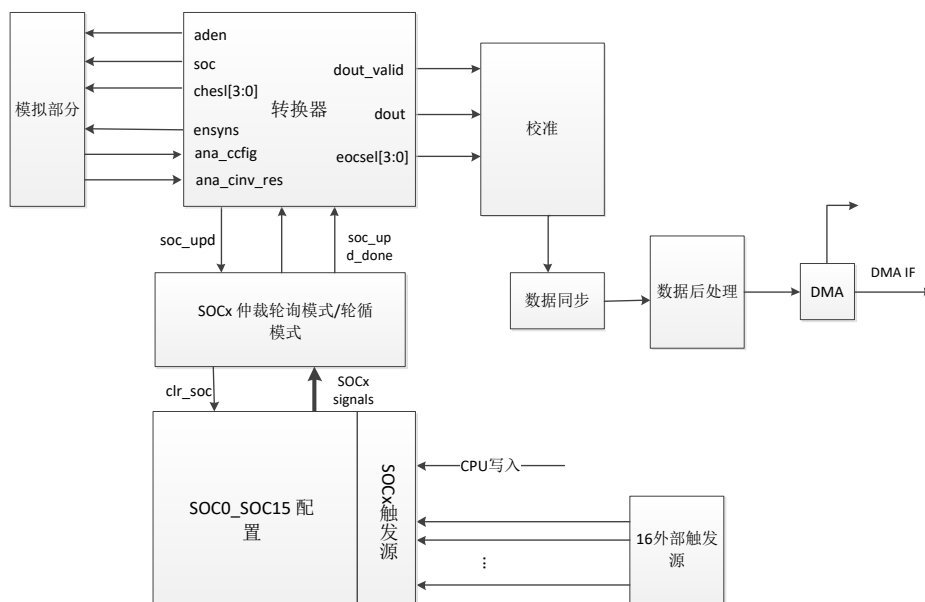 模拟部分
aden
soc
chesl[3:0]
ensyns
ana_ccfig
ana_cinv_res
转换器
dout_valid
dout
eocsel[3:0]
校准
soc_upd
soc_up
d_done
SOCx 仲裁轮询模式/轮循
模式
数据同步
数据后处理
DMA
DMA IF
clr_soc
SOCx
signals
SOC0_SOC15 配
置
SOCx触发源
CPU写入
16外部触发
源
...